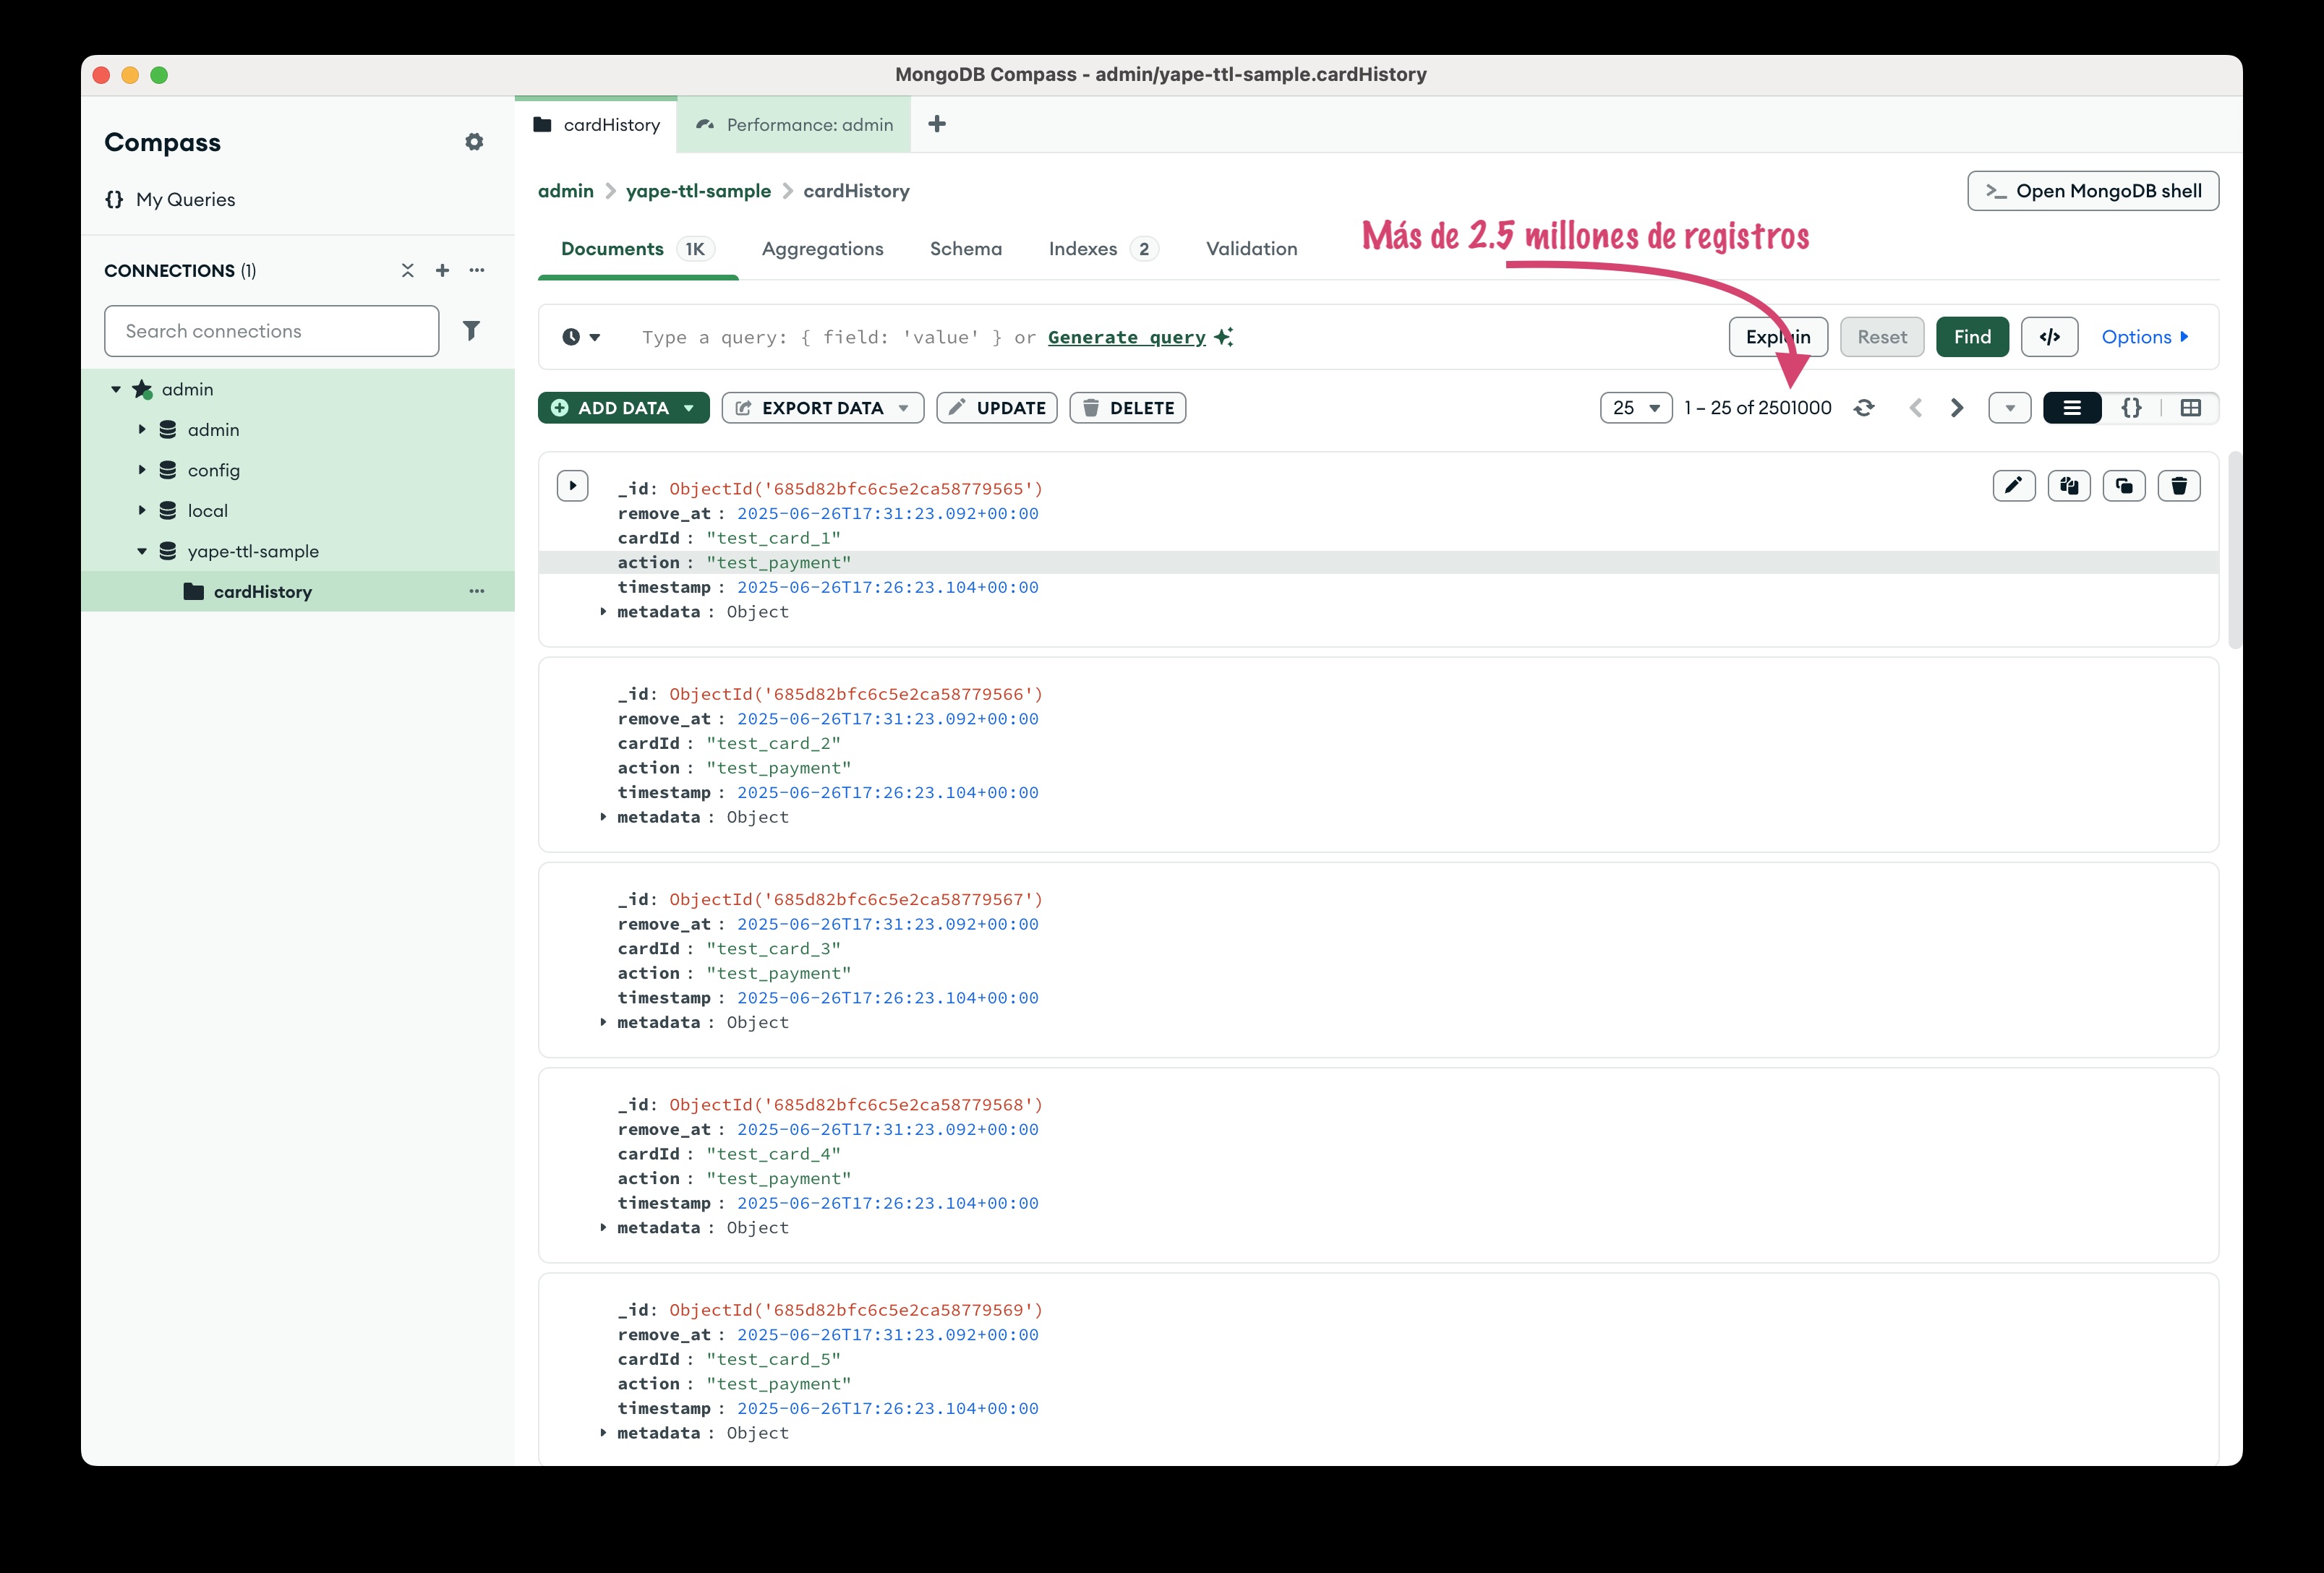 MongoDB Compass - admin/yape-ttl-sample.cardHistory
Compass
{} My Queries
CONNECTIONS (1)
Search connections
admin
admin
config
local
yape-ttl-sample
cardHistory
cardHistory
Performance: admin
admin > yape-ttl-sample > cardHistory
>_ Open MongoDB shell
Más de 2.5 millones de registros
Documents 1K Aggregations Schema Indexes 2 Validation
Type a query: { field: 'value' } or Generate query
Explain Reset Find </> Options
ADD DATA EXPORT DATA UPDATE DELETE
25 1 – 25 of 2501000 {}
_id: ObjectId('685d82bfc6c5e2ca58779565')
remove_at : 2025-06-26T17:31:23.092+00:00
cardId : "test_card_1"
action : "test_payment"
timestamp : 2025-06-26T17:26:23.104+00:00
metadata : Object
_id: ObjectId('685d82bfc6c5e2ca58779566')
remove_at : 2025-06-26T17:31:23.092+00:00
cardId : "test_card_2"
action : "test_payment"
timestamp : 2025-06-26T17:26:23.104+00:00
metadata : Object
_id: ObjectId('685d82bfc6c5e2ca58779567')
remove_at : 2025-06-26T17:31:23.092+00:00
cardId : "test_card_3"
action : "test_payment"
timestamp : 2025-06-26T17:26:23.104+00:00
metadata : Object
_id: ObjectId('685d82bfc6c5e2ca58779568')
remove_at : 2025-06-26T17:31:23.092+00:00
cardId : "test_card_4"
action : "test_payment"
timestamp : 2025-06-26T17:26:23.104+00:00
metadata : Object
_id: ObjectId('685d82bfc6c5e2ca58779569')
remove_at : 2025-06-26T17:31:23.092+00:00
cardId : "test_card_5"
action : "test_payment"
timestamp : 2025-06-26T17:26:23.104+00:00
metadata : Object